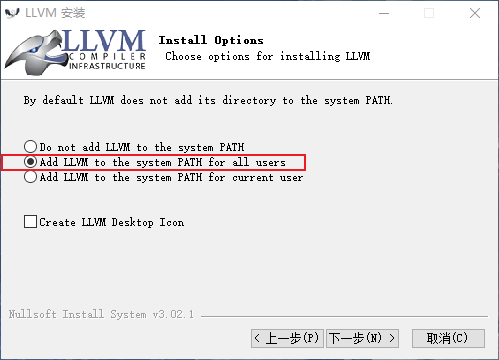 LLVM 安装
LLVM
COMPILER
INFRASTRUCTURE
Install Options
Choose options for installing LLVM
By default LLVM does not add its directory to the system PATH.
Do not add LLVM to the system PATH
Add LLVM to the system PATH for all users
Add LLVM to the system PATH for current user
Create LLVM Desktop Icon
Nullsoft Install System v3.02.1
< 上一步(P) 下一步(N) > 取消(C)